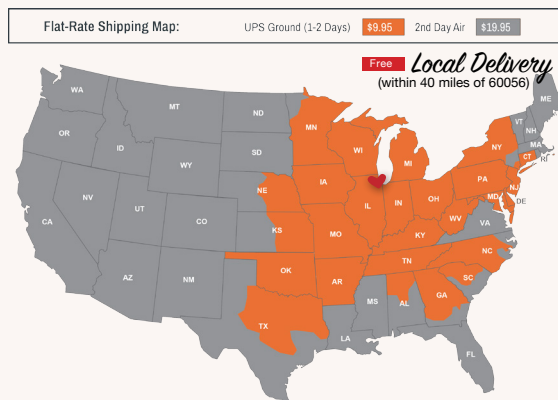 Flat-Rate Shipping Map: UPS Ground (1-2 Days) $9.95 2nd Day Air $19.95
Free Local Delivery
(within 40 miles of 60056)
WA
MT
ND
MN
ME
VT
NH
OR
ID
SD
WI
MI
NY
MA
CT
RI
WY
IA
PA
NJ
NE
NV
UT
CO
IL
IN
OH
MD
DE
CA
KS
MO
WV
VA
KY
AZ
NM
OK
AR
TN
NC
SC
TX
MS
AL
GA
LA
FL